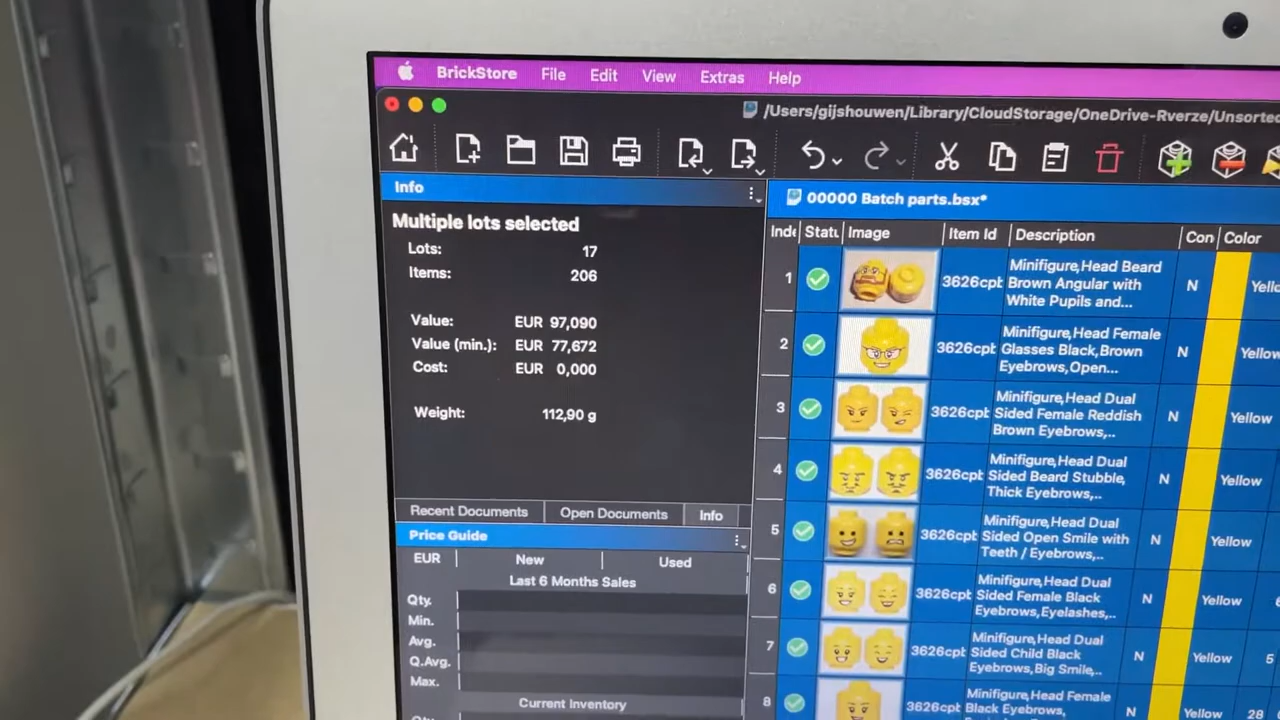 BrickStore File Edit View Extras Help
/Users/gijshouwen/Library/CloudStorage/OneDrive-Rverze/Unsorted
Info
Multiple lots selected
Lots: 17
Items: 206
Value: EUR 97,090
Value (min.): EUR 77,672
Cost: EUR 0,000
Weight: 112,90 g
Recent Documents Open Documents Info
Price Guide
EUR New Used
Last 6 Months Sales
Qty.
Min.
Avg.
Q.Avg.
Max.
Current Inventory
00000 Batch parts.bsx*
Image Item Id Description Con Color
1 3626cpb Minifigure,Head Beard N
Brown Angular with
White Pupils and...
2 3626cpb Minifigure,Head Female N Yellow
Glasses Black,Brown
Eyebrows,Open...
3 3626cpb Minifigure,Head Dual N Yellow
Sided Female Reddish
Brown Eyebrows,..
4 3626cpb Minifigure,Head Dual N Yellow
Sided Beard Stubble,
Thick Eyebrows,..
5 3626cpb Minifigure,Head Dual N Yellow
Sided Open Smile with
Teeth / Eyebrows,..
6 3626cpb Minifigure,Head Dual N Yellow
Sided Female Black
Eyebrows,Eyelashes,..
7 3626cpb Minifigure,Head Dual N Yellow 5
Sided Child Black
Eyebrows,Big Smile,..
8 3626cpb Minifigure,Head Female N Yellow 28
Black Eyebrows,